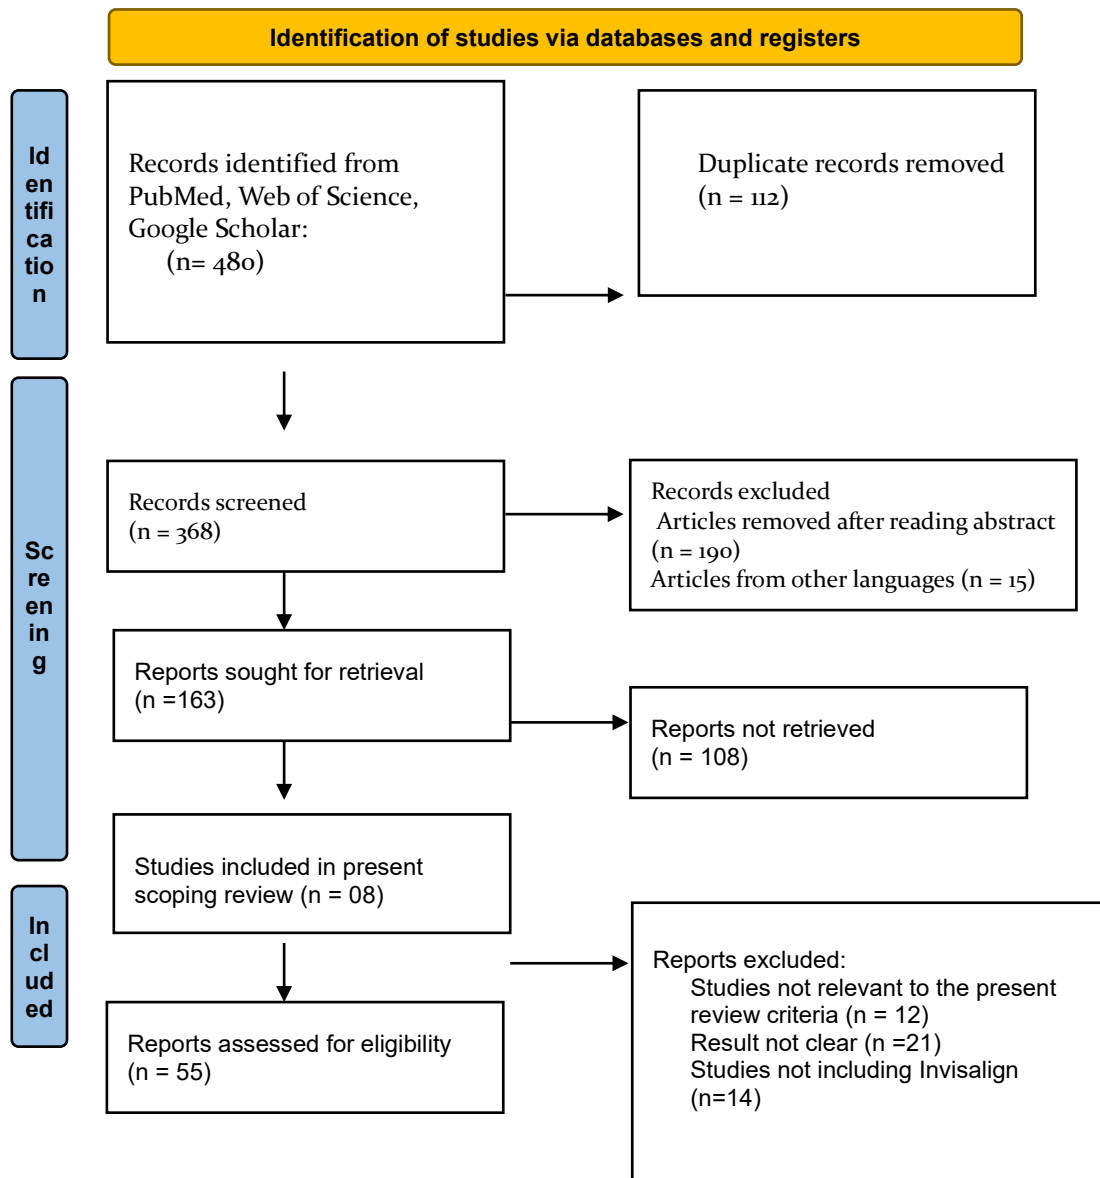 Identification of studies via databases and registers
Id
en
tifi
ca
tio
n
Records identified from
PubMed, Web of Science,
Google Scholar:
(n= 480)
Duplicate records removed
(n = 112)
Sc
re
en
in
g
Records screened
(n = 368)
Records excluded
Articles removed after reading abstract
(n = 190)
Articles from other languages (n = 15)
Reports sought for retrieval
(n =163)
Reports not retrieved
(n = 108)
Studies included in present
scoping review (n = 08)
In
cl
ud
ed
Reports assessed for eligibility
(n = 55)
Reports excluded:
Studies not relevant to the present
review criteria (n = 12)
Result not clear (n =21)
Studies not including Invisalign
(n=14)